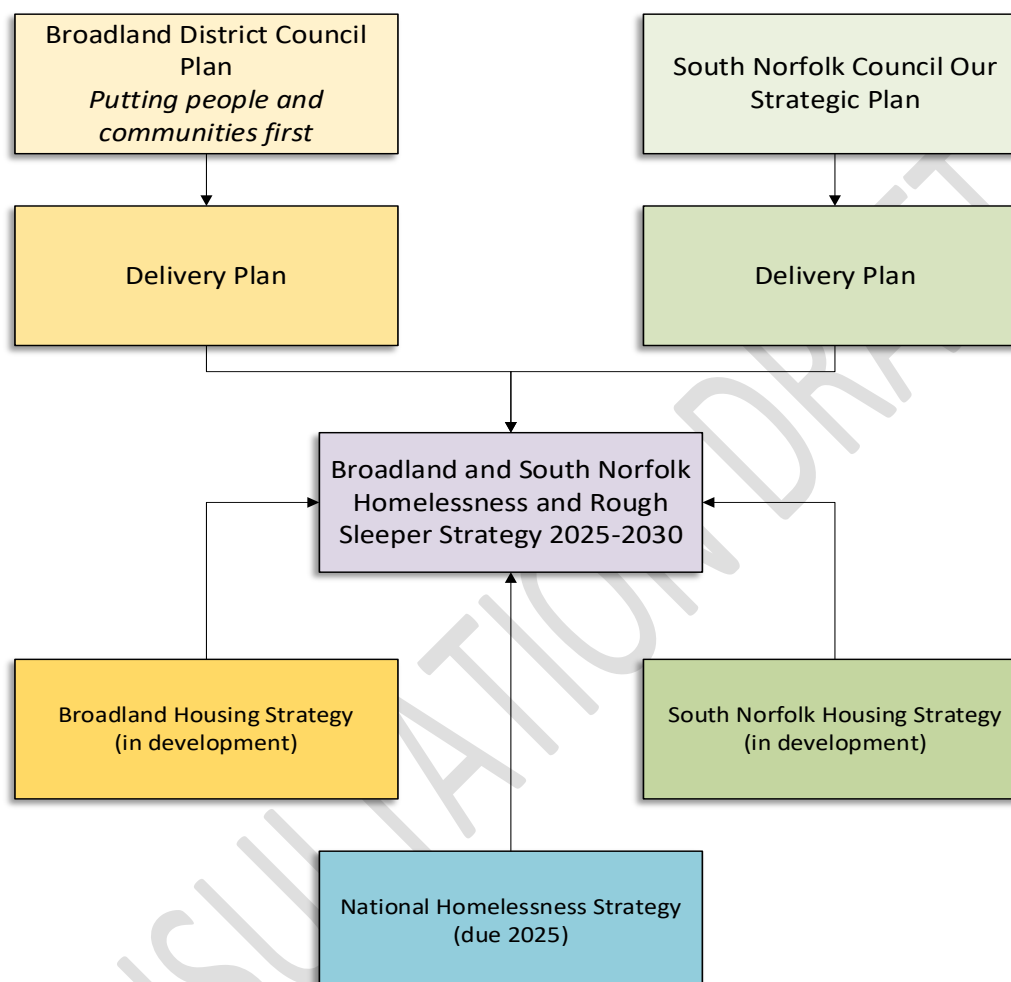 Broadland District Council
Plan
Putting people and
communities first
South Norfolk Council Our
Strategic Plan
Delivery Plan
Delivery Plan
Broadland and South Norfolk
Homelessness and Rough
Sleeper Strategy 2025-2030
Broadland Housing Strategy
(in development)
South Norfolk Housing Strategy
(in development)
National Homelessness Strategy
(due 2025)
NSULTATION DRAFT